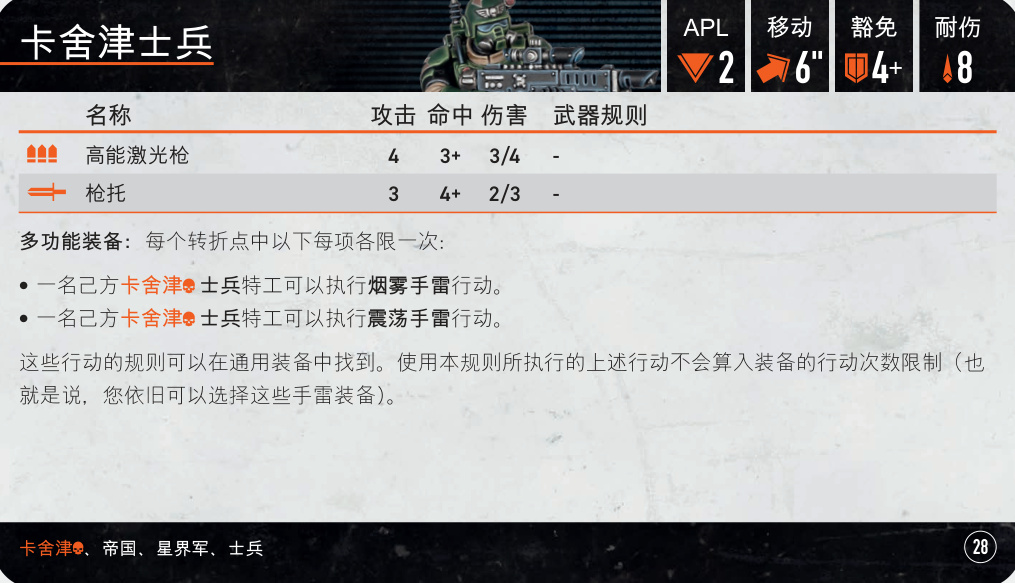 卡舍津士兵
APL 移动 豁免 耐伤
2 6" 4+ 8
名称 攻击 命中 伤害 武器规则
高能激光枪 4 3+ 3/4 -
枪托 3 4+ 2/3 -
多功能装备：每个转折点中以下每项各限一次：
• 一名己方卡舍津士兵特工可以执行烟雾手雷行动。
• 一名己方卡舍津士兵特工可以执行震荡手雷行动。
这些行动的规则可以在通用装备中找到。使用本规则所执行的上述行动不会算入装备的行动次数限制（也
就是说，您依旧可以选择这些手雷装备）。
卡舍津、帝国、星界军、士兵
28